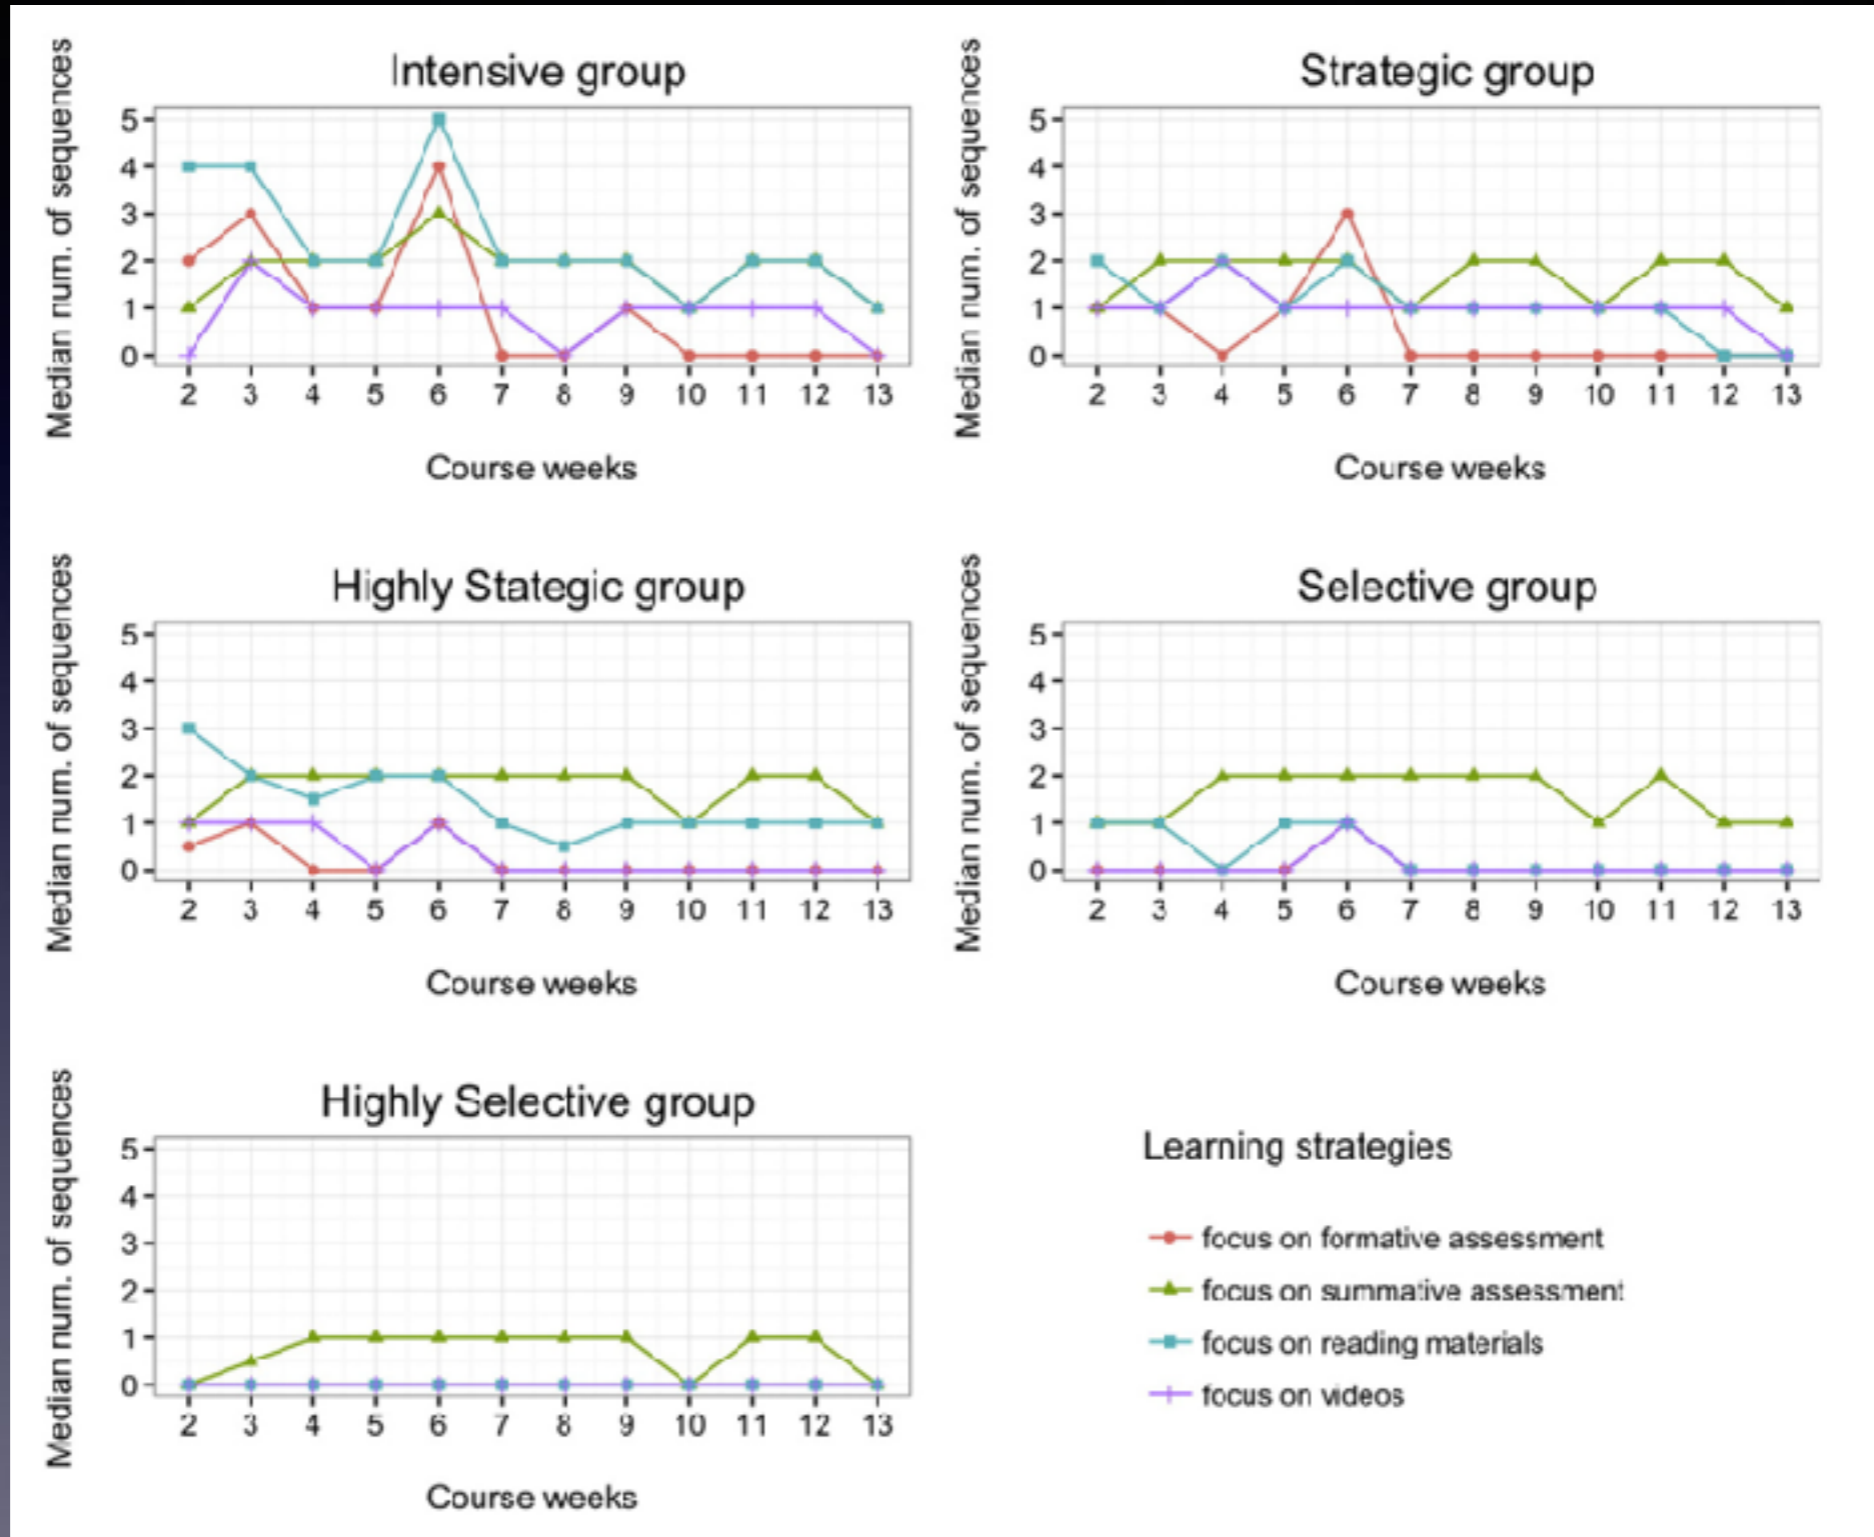 Intensive group
Median num. of sequences
5
4
3
2
1
0
2 3 4 5 6 7 8 9 10 11 12 13
Course weeks
Strategic group
Median num. of sequences
5
4
3
2
1
0
2 3 4 5 6 7 8 9 10 11 12 13
Course weeks
Highly Stategic group
Median num. of sequences
5
4
3
2
1
0
2 3 4 5 6 7 8 9 10 11 12 13
Course weeks
Selective group
Median num. of sequences
5
4
3
2
1
0
2 3 4 5 6 7 8 9 10 11 12 13
Course weeks
Highly Selective group
Median num. of sequences
5
4
3
2
1
0
2 3 4 5 6 7 8 9 10 11 12 13
Course weeks
Learning strategies
focus on formative assessment
focus on summative assessment
focus on reading materials
focus on videos